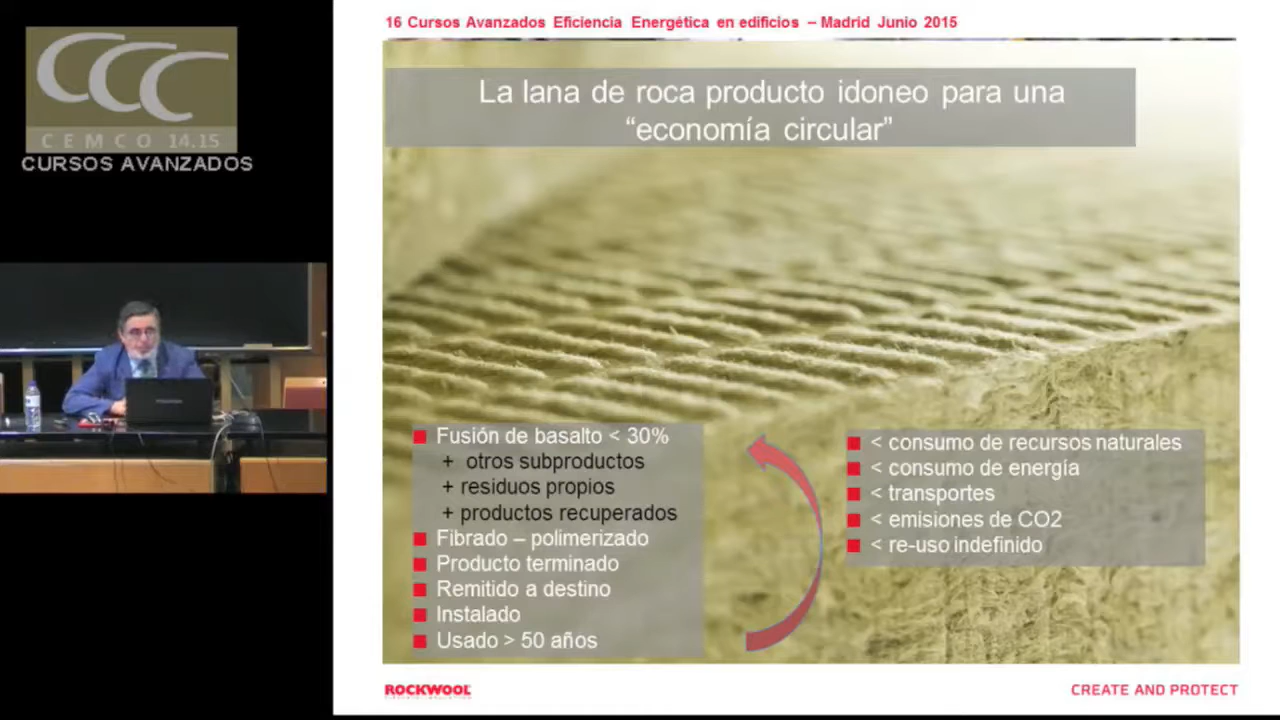 CCC
CEMCO 14.15
CURSOS AVANZADOS
16 Cursos Avanzados Eficiencia Energética en edificios – Madrid Junio 2015
La lana de roca producto idoneo para una
“economía circular”
Fusión de basalto < 30%
+ otros subproductos
+ residuos propios
+ productos recuperados
Fibrado – polimerizado
Producto terminado
Remitido a destino
Instalado
Usado > 50 años
< consumo de recursos naturales
< consumo de energía
< transportes
< emisiones de CO2
< re-uso indefinido
ROCKWOOL
CREATE AND PROTECT